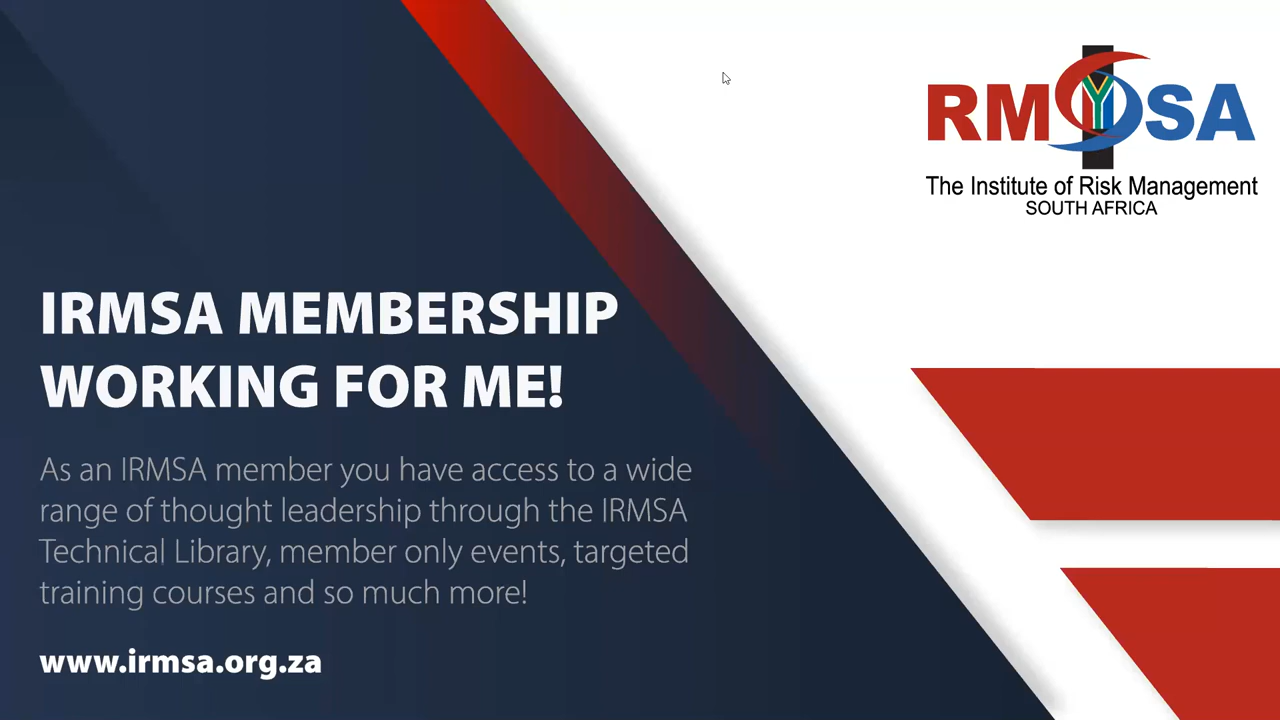 RMSA
The Institute of Risk Management
SOUTH AFRICA
IRMSA MEMBERSHIP
WORKING FOR ME!
As an IRMSA member you have access to a wide
range of thought leadership through the IRMSA
Technical Library, member only events, targeted
training courses and so much more!
www.irmsa.org.za